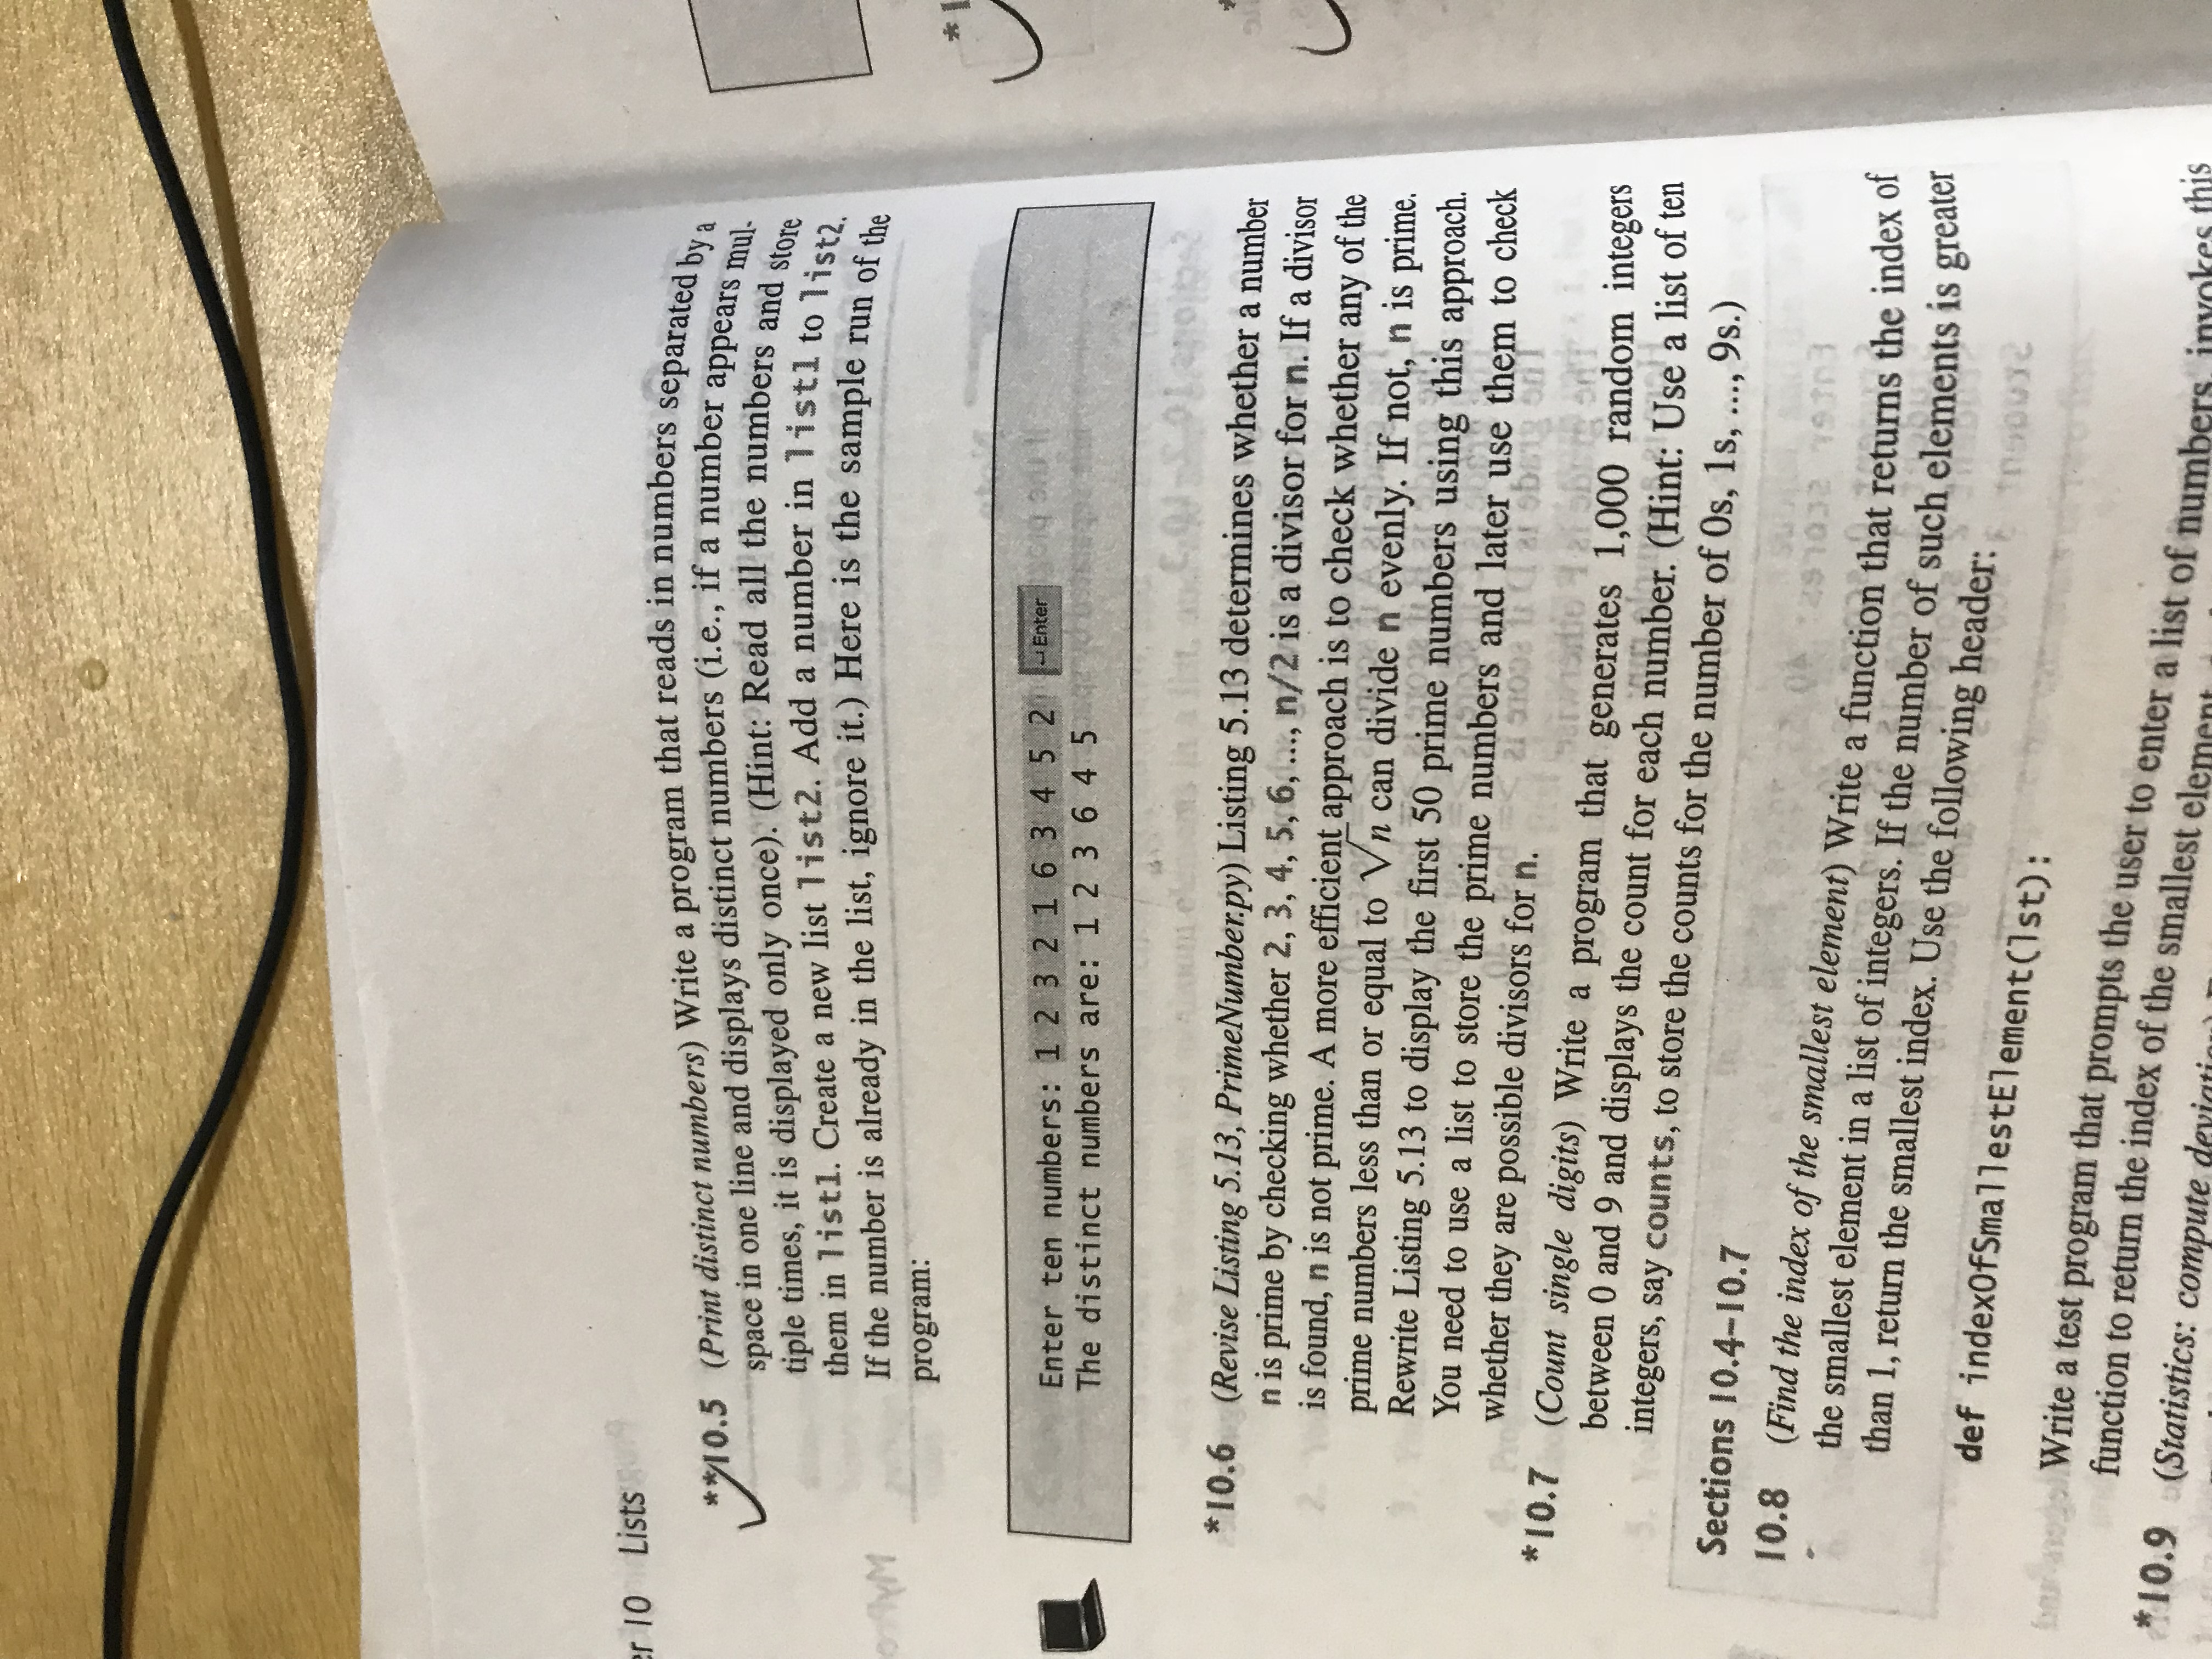 er 10 Lists
**10.5 (Print distinct numbers) Write a program that reads in numbers separated by a
space in one line and displays distinct numbers (i.e., if a number appears mul-
tiple times, it is displayed only once). (Hint: Read all the numbers and store
them in list1. Create a new list list2. Add a number in list1 to list2.
If the number is already in the list, ignore it.) Here is the sample run of the
program:
Enter ten numbers: 1 2 3 2 1 6 3 4 5 2 ↵Enter
The distinct numbers are: 1 2 3 6 4 5
*10.6 (Revise Listing 5.13, PrimeNumber.py) Listing 5.13 determines whether a number
n is prime by checking whether 2, 3, 4, 5, 6, ..., n/2 is a divisor for n. If a divisor
is found, n is not prime. A more efficient approach is to check whether any of the
prime numbers less than or equal to √n can divide n evenly. If not, n is prime.
Rewrite Listing 5.13 to display the first 50 prime numbers using this approach.
You need to use a list to store the prime numbers and later use them to check
whether they are possible divisors for n.
*10.7 (Count single digits) Write a program that generates 1,000 random integers
between 0 and 9 and displays the count for each number. (Hint: Use a list of ten
integers, say counts, to store the counts for the number of 0s, 1s, ..., 9s.)
Sections 10.4–10.7
10.8 (Find the index of the smallest element) Write a function that returns the index of
the smallest element in a list of integers. If the number of such elements is greater
than 1, return the smallest index. Use the following header:
def indexOfSmallestElement(lst):
Write a test program that prompts the user to enter a list of numbers, invokes this
function to return the index of the smallest element
*10.9 (Statistics: compute deviation)